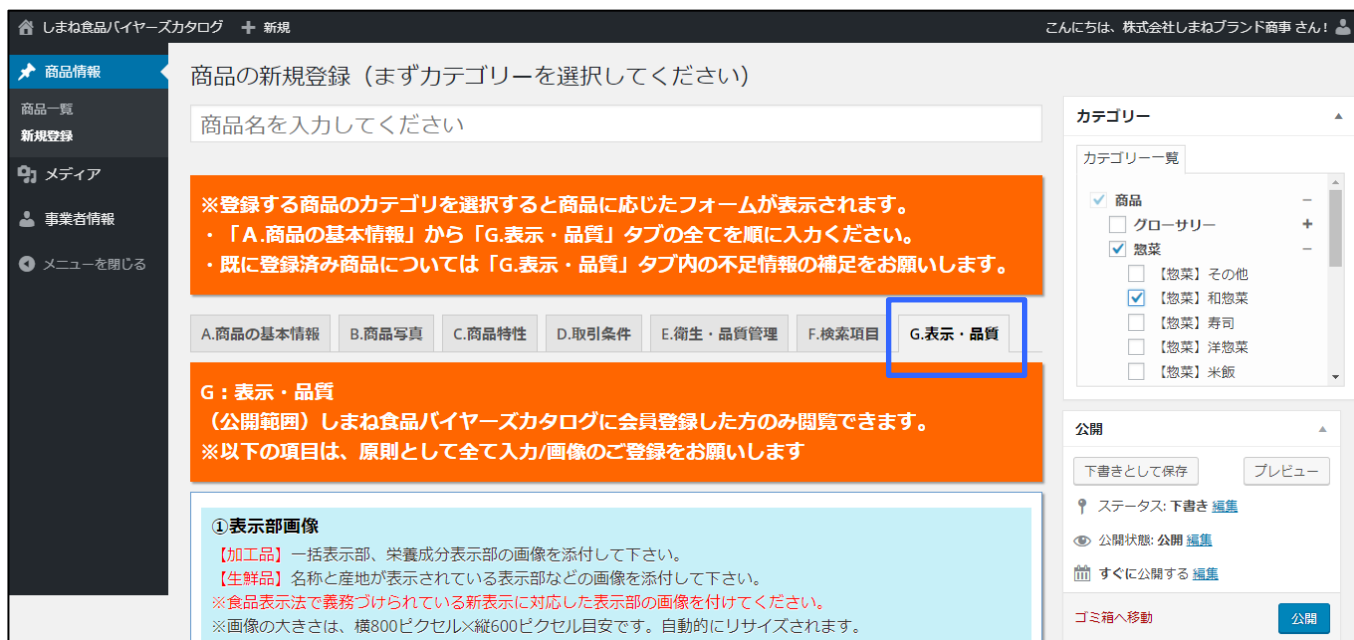 しまね食品バイヤーズカタログ ＋ 新規
こんにちは、株式会社しまねブランド商事 さん!
商品情報
商品一覧
新規登録
メディア
事業者情報
メニューを閉じる
商品の新規登録（まずカテゴリーを選択してください）
商品名を入力してください
※登録する商品のカテゴリを選択すると商品に応じたフォームが表示されます。
・「A.商品の基本情報」から「G.表示・品質」タブの全てを順に入力ください。
・既に登録済み商品については「G.表示・品質」タブ内の不足情報の補足をお願いします。
A.商品の基本情報 B.商品写真 C.商品特性 D.取引条件 E.衛生・品質管理 F.検索項目 G.表示・品質
G：表示・品質
（公開範囲）しまね食品バイヤーズカタログに会員登録した方のみ閲覧できます。
※以下の項目は、原則として全て入力/画像のご登録をお願いします
①表示部画像
【加工品】一括表示部、栄養成分表示部の画像を添付して下さい。
【生鮮品】名称と産地が表示されている表示部などの画像を添付して下さい。
※食品表示法で義務づけられている新表示に対応した表示部の画像を付けてください。
※画像の大きさは、横800ピクセル×縦600ピクセル目安です。自動的にリサイズされます。
カテゴリー
カテゴリー一覧
商品 −
グローサリー +
惣菜 −
【惣菜】その他
【惣菜】和惣菜
【惣菜】寿司
【惣菜】洋惣菜
【惣菜】米飯
公開
下書きとして保存 プレビュー
ステータス: 下書き 編集
公開状態: 公開 編集
すぐに公開する 編集
ゴミ箱へ移動 公開